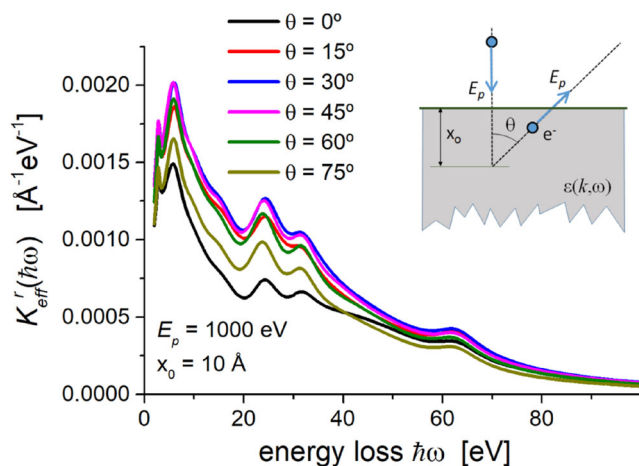 θ = 0º
θ = 15º
θ = 30º
θ = 45º
θ = 60º
θ = 75º
E_p
E_p
x_o
θ
e⁻
ε(k,ω)
K^r_eff(ħω) [Å⁻¹eV⁻¹]
0.0020
0.0015
0.0010
0.0005
0.0000
E_p = 1000 eV
x_0 = 10 Å
0 20 40 60 80
energy loss ħω [eV]